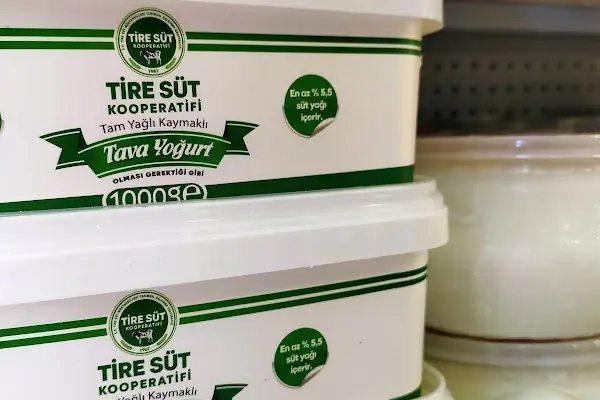 TİRE SÜT
KOOPERATİFİ
1967
TİRE SÜT
KOOPERATİFİ
Tam Yağlı Kaymaklı
Tava Yoğurt
OLMASI GEREKTİĞİ GİBİ
1000g℮
En az % 5,5
süt yağı
içerir.
TİRE SÜT
KOOPERATİFİ
1967
TİRE SÜT
KOOPERATİFİ
Yağlı Kaymaklı
En az % 5,5
süt yağı
içerir.